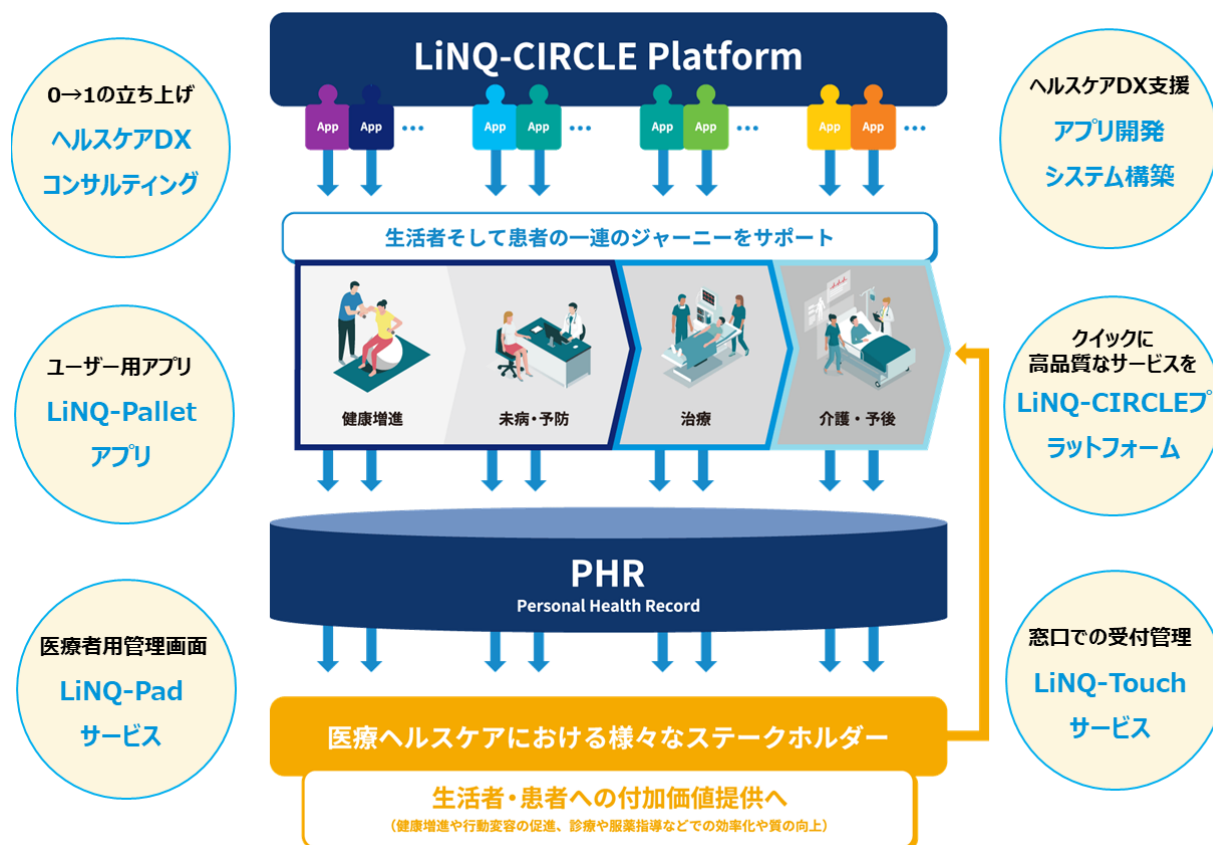 LiNQ-CIRCLE Platform
App
App
•••
App
App
•••
App
App
•••
App
App
•••
生活者そして患者の一連のジャーニーをサポート
健康増進
未病・予防
治療
介護・予後
PHR
Personal Health Record
医療ヘルスケアにおける様々なステークホルダー
生活者・患者への付加価値提供へ
(健康増進や行動変容の促進、診療や服薬指導などでの効率化や質の向上)
0→1の立ち上げ
ヘルスケアDX
コンサルティング
ユーザー用アプリ
LiNQ-Pallet
アプリ
医療者用管理画面
LiNQ-Pad
サービス
ヘルスケアDX支援
アプリ開発
システム構築
クイックに
高品質なサービスを
LiNQ-CIRCLEプ
ラットフォーム
窓口での受付管理
LiNQ-Touch
サービス